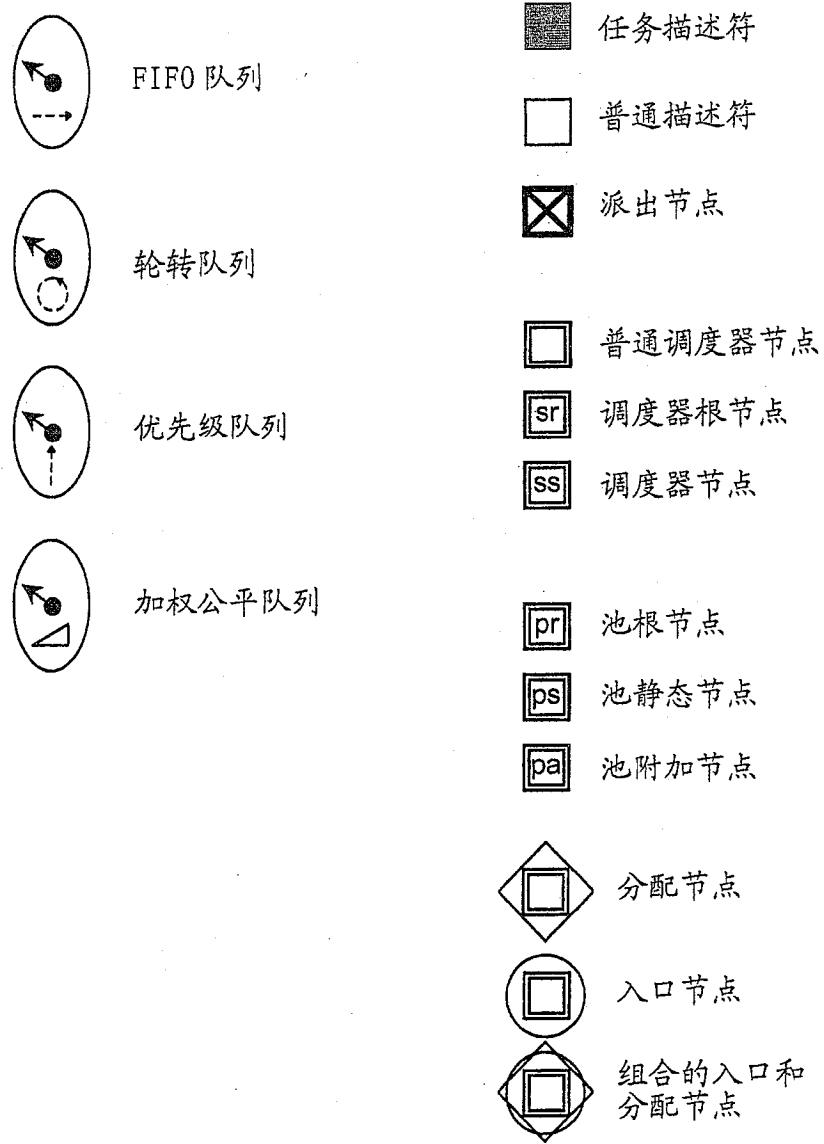 FIFO队列
轮转队列
优先级队列
加权公平队列
任务描述符
普通描述符
派出节点
普通调度器节点
sr 调度器根节点
ss 调度器节点
pr 池根节点
ps 池静态节点
pa 池附加节点
分配节点
入口节点
组合的入口和
分配节点